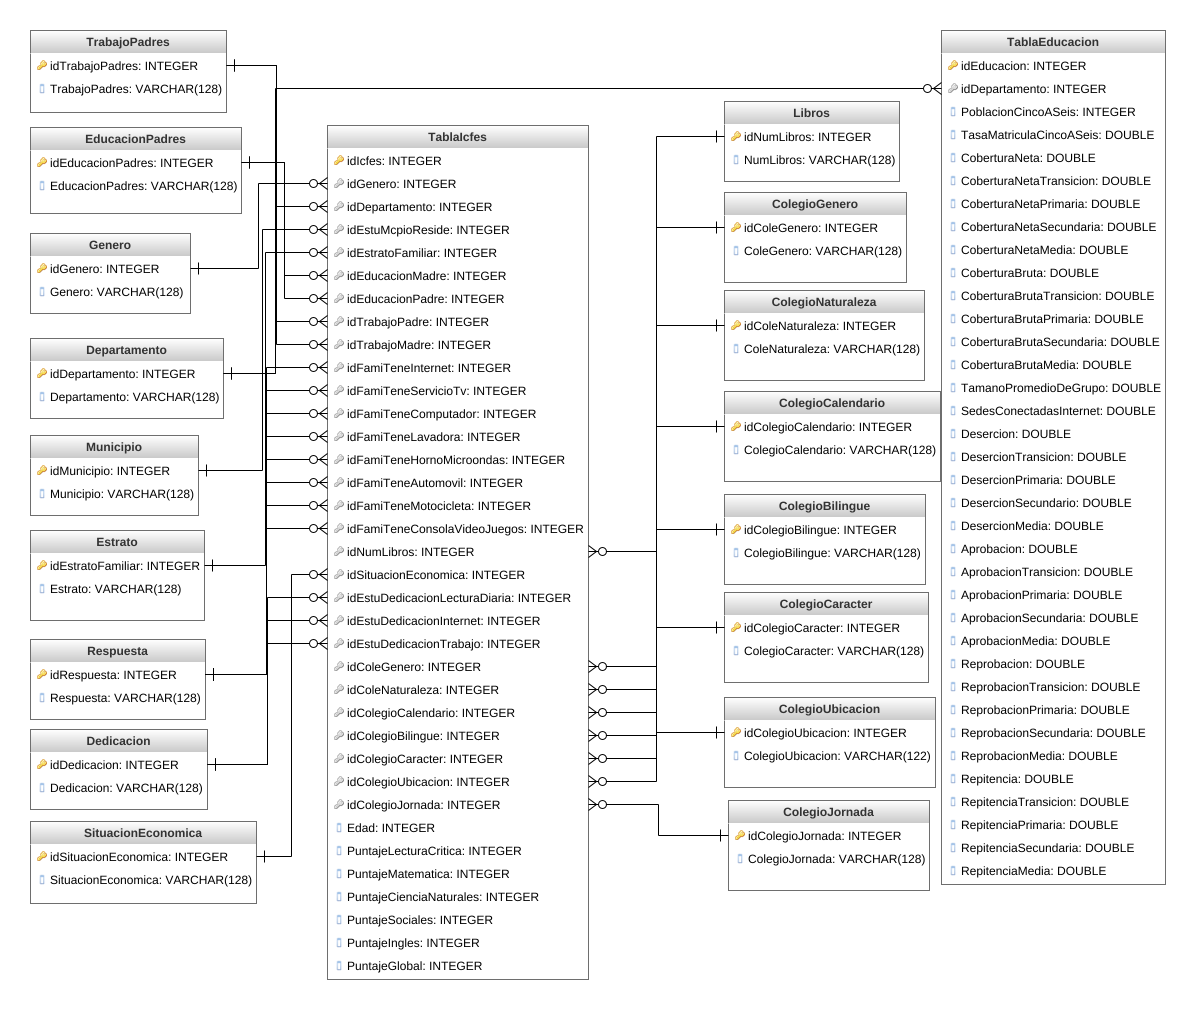 TrabajoPadres
idTrabajoPadres: INTEGER
TrabajoPadres: VARCHAR(128)
EducacionPadres
idEducacionPadres: INTEGER
EducacionPadres: VARCHAR(128)
Genero
idGenero: INTEGER
Genero: VARCHAR(128)
Departamento
idDepartamento: INTEGER
Departamento: VARCHAR(128)
Municipio
idMunicipio: INTEGER
Municipio: VARCHAR(128)
Estrato
idEstratoFamiliar: INTEGER
Estrato: VARCHAR(128)
Respuesta
idRespuesta: INTEGER
Respuesta: VARCHAR(128)
Dedicacion
idDedicacion: INTEGER
Dedicacion: VARCHAR(128)
SituacionEconomica
idSituacionEconomica: INTEGER
SituacionEconomica: VARCHAR(128)
TablaIcfes
idIcfes: INTEGER
idGenero: INTEGER
idDepartamento: INTEGER
idEstuMcpioReside: INTEGER
idEstratoFamiliar: INTEGER
idEducacionMadre: INTEGER
idEducacionPadre: INTEGER
idTrabajoPadre: INTEGER
idTrabajoMadre: INTEGER
idFamiTeneInternet: INTEGER
idFamiTeneServicioTv: INTEGER
idFamiTeneComputador: INTEGER
idFamiTeneLavadora: INTEGER
idFamiTeneHornoMicroondas: INTEGER
idFamiTeneAutomovil: INTEGER
idFamiTeneMotocicleta: INTEGER
idFamiTeneConsolaVideoJuegos: INTEGER
idNumLibros: INTEGER
idSituacionEconomica: INTEGER
idEstuDedicacionLecturaDiaria: INTEGER
idEstuDedicacionInternet: INTEGER
idEstuDedicacionTrabajo: INTEGER
idColeGenero: INTEGER
idColeNaturaleza: INTEGER
idColegioCalendario: INTEGER
idColegioBilingue: INTEGER
idColegioCaracter: INTEGER
idColegioUbicacion: INTEGER
idColegioJornada: INTEGER
Edad: INTEGER
PuntajeLecturaCritica: INTEGER
PuntajeMatematica: INTEGER
PuntajeCienciaNaturales: INTEGER
PuntajeSociales: INTEGER
PuntajeIngles: INTEGER
PuntajeGlobal: INTEGER
Libros
idNumLibros: INTEGER
NumLibros: VARCHAR(128)
ColegioGenero
idColeGenero: INTEGER
ColeGenero: VARCHAR(128)
ColegioNaturaleza
idColeNaturaleza: INTEGER
ColeNaturaleza: VARCHAR(128)
ColegioCalendario
idColegioCalendario: INTEGER
ColegioCalendario: VARCHAR(128)
ColegioBilingue
idColegioBilingue: INTEGER
ColegioBilingue: VARCHAR(128)
ColegioCaracter
idColegioCaracter: INTEGER
ColegioCaracter: VARCHAR(128)
ColegioUbicacion
idColegioUbicacion: INTEGER
ColegioUbicacion: VARCHAR(122)
ColegioJornada
idColegioJornada: INTEGER
ColegioJornada: VARCHAR(128)
TablaEducacion
idEducacion: INTEGER
idDepartamento: INTEGER
PoblacionCincoASeis: INTEGER
TasaMatriculaCincoASeis: DOUBLE
CoberturaNeta: DOUBLE
CoberturaNetaTransicion: DOUBLE
CoberturaNetaPrimaria: DOUBLE
CoberturaNetaSecundaria: DOUBLE
CoberturaNetaMedia: DOUBLE
CoberturaBruta: DOUBLE
CoberturaBrutaTransicion: DOUBLE
CoberturaBrutaPrimaria: DOUBLE
CoberturaBrutaSecundaria: DOUBLE
CoberturaBrutaMedia: DOUBLE
TamanoPromedioDeGrupo: DOUBLE
SedesConectadasInternet: DOUBLE
Desercion: DOUBLE
DesercionTransicion: DOUBLE
DesercionPrimaria: DOUBLE
DesercionSecundario: DOUBLE
DesercionMedia: DOUBLE
Aprobacion: DOUBLE
AprobacionTransicion: DOUBLE
AprobacionPrimaria: DOUBLE
AprobacionSecundaria: DOUBLE
AprobacionMedia: DOUBLE
Reprobacion: DOUBLE
ReprobacionTransicion: DOUBLE
ReprobacionPrimaria: DOUBLE
ReprobacionSecundaria: DOUBLE
ReprobacionMedia: DOUBLE
Repitencia: DOUBLE
RepitenciaTransicion: DOUBLE
RepitenciaPrimaria: DOUBLE
RepitenciaSecundaria: DOUBLE
RepitenciaMedia: DOUBLE